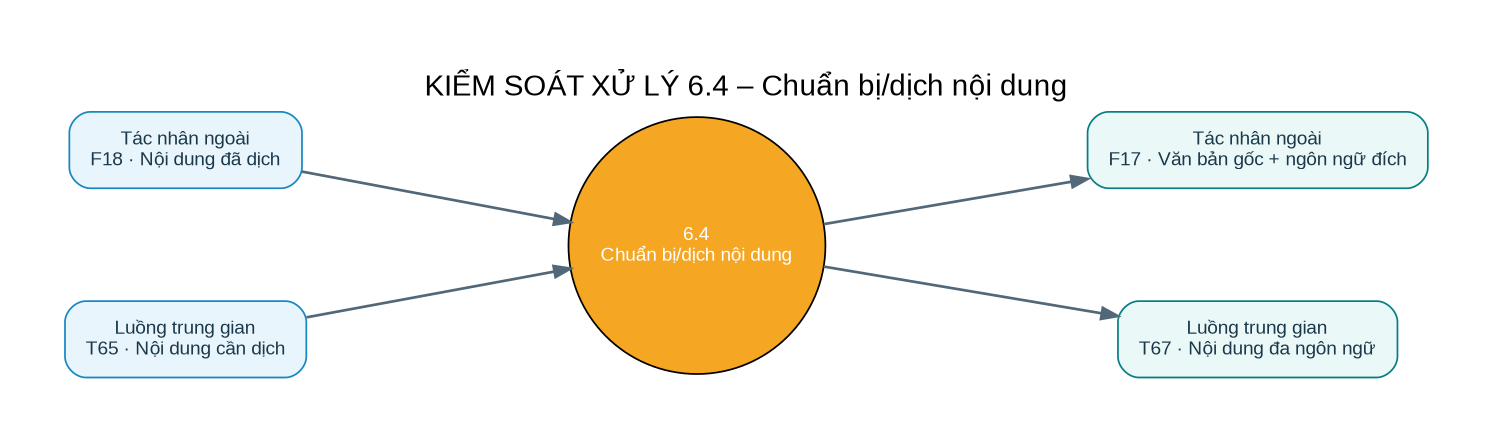 KIỂM SOÁT XỬ LÝ 6.4 – Chuẩn bị/dịch nội dung
Tác nhân ngoài
F18 · Nội dung đã dịch
Luồng trung gian
T65 · Nội dung cần dịch
6.4
Chuẩn bị/dịch nội dung
Tác nhân ngoài
F17 · Văn bản gốc + ngôn ngữ đích
Luồng trung gian
T67 · Nội dung đa ngôn ngữ